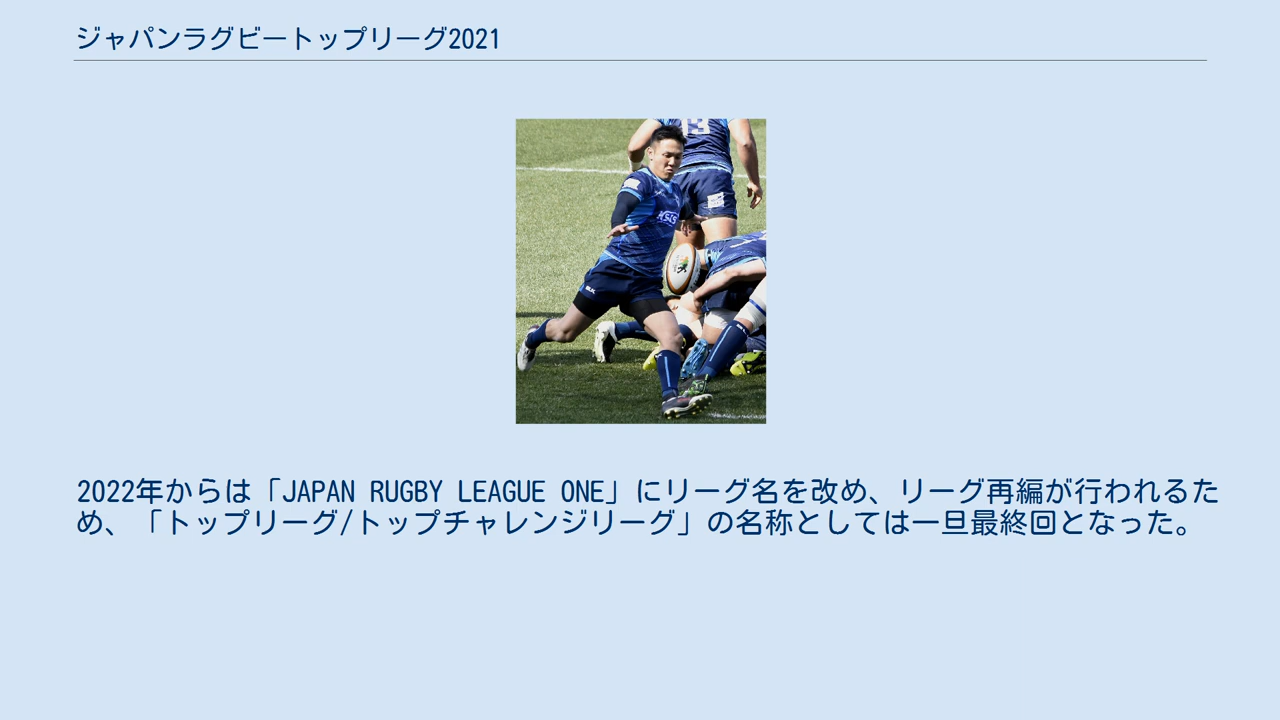 ジャパンラグビートップリーグ2021
13
BLK
2022年からは「JAPAN RUGBY LEAGUE ONE」にリーグ名を改め、リーグ再編が行われるた
め、「トップリーグ/トップチャレンジリーグ」の名称としては一旦最終回となった。